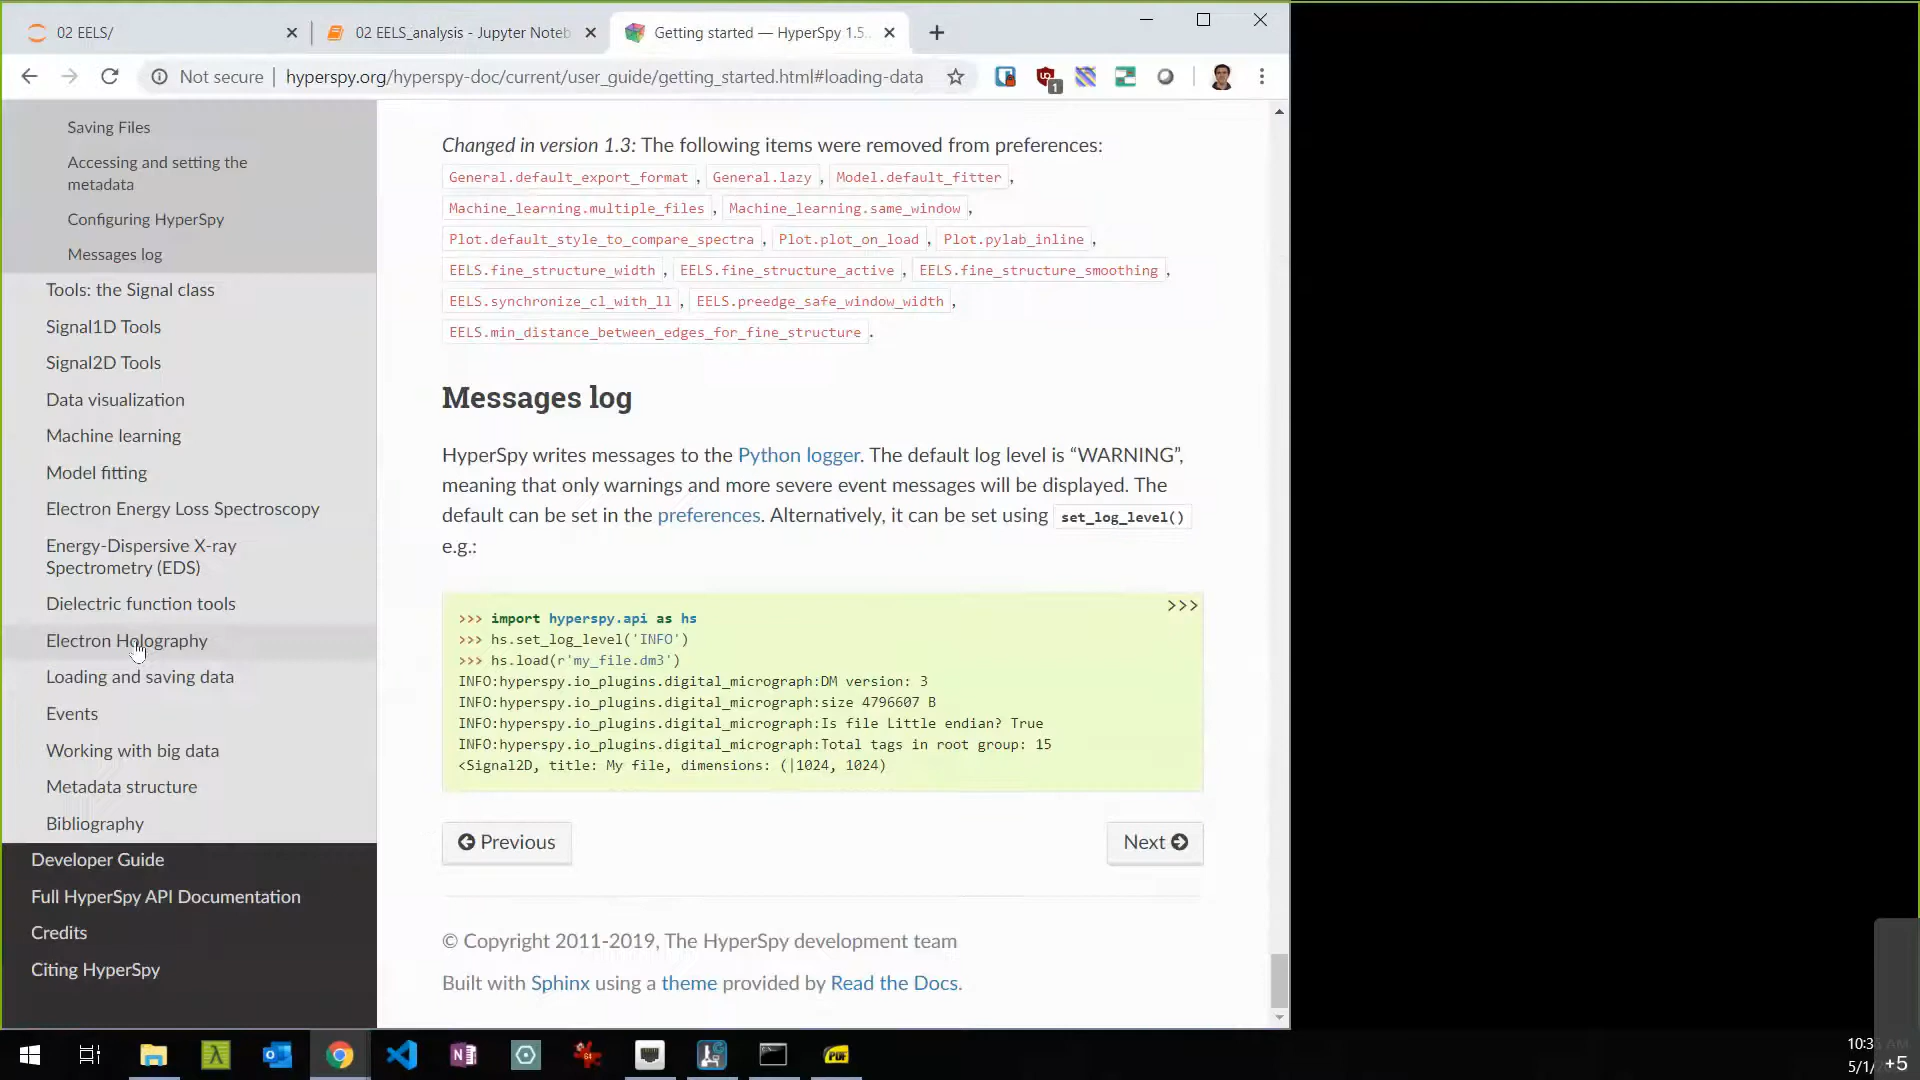 02 EELS/
02 EELS_analysis - Jupyter Noteb
Getting started — HyperSpy 1.5.
Not secure | hyperspy.org/hyperspy-doc/current/user_guide/getting_started.html#loading-data
1
Saving Files
Accessing and setting the
metadata
Configuring HyperSpy
Messages log
Tools: the Signal class
Signal1D Tools
Signal2D Tools
Data visualization
Machine learning
Model fitting
Electron Energy Loss Spectroscopy
Energy-Dispersive X-ray
Spectrometry (EDS)
Dielectric function tools
Electron Holography
Loading and saving data
Events
Working with big data
Metadata structure
Bibliography
Developer Guide
Full HyperSpy API Documentation
Credits
Citing HyperSpy
Changed in version 1.3: The following items were removed from preferences:
General.default_export_format, General.lazy, Model.default_fitter,
Machine_learning.multiple_files, Machine_learning.same_window,
Plot.default_style_to_compare_spectra, Plot.plot_on_load, Plot.pylab_inline,
EELS.fine_structure_width, EELS.fine_structure_active, EELS.fine_structure_smoothing,
EELS.synchronize_cl_with_ll, EELS.preedge_safe_window_width,
EELS.min_distance_between_edges_for_fine_structure.
Messages log
HyperSpy writes messages to the Python logger. The default log level is “WARNING”,
meaning that only warnings and more severe event messages will be displayed. The
default can be set in the preferences. Alternatively, it can be set using set_log_level()
e.g.:
>>>
>>> import hyperspy.api as hs
>>> hs.set_log_level('INFO')
>>> hs.load(r'my_file.dm3')
INFO:hyperspy.io_plugins.digital_micrograph:DM version: 3
INFO:hyperspy.io_plugins.digital_micrograph:size 4796607 B
INFO:hyperspy.io_plugins.digital_micrograph:Is file Little endian? True
INFO:hyperspy.io_plugins.digital_micrograph:Total tags in root group: 15
<Signal2D, title: My file, dimensions: (|1024, 1024)
Previous
Next
© Copyright 2011-2019, The HyperSpy development team
Built with Sphinx using a theme provided by Read the Docs.
PDF
10:3
5/1/
+5